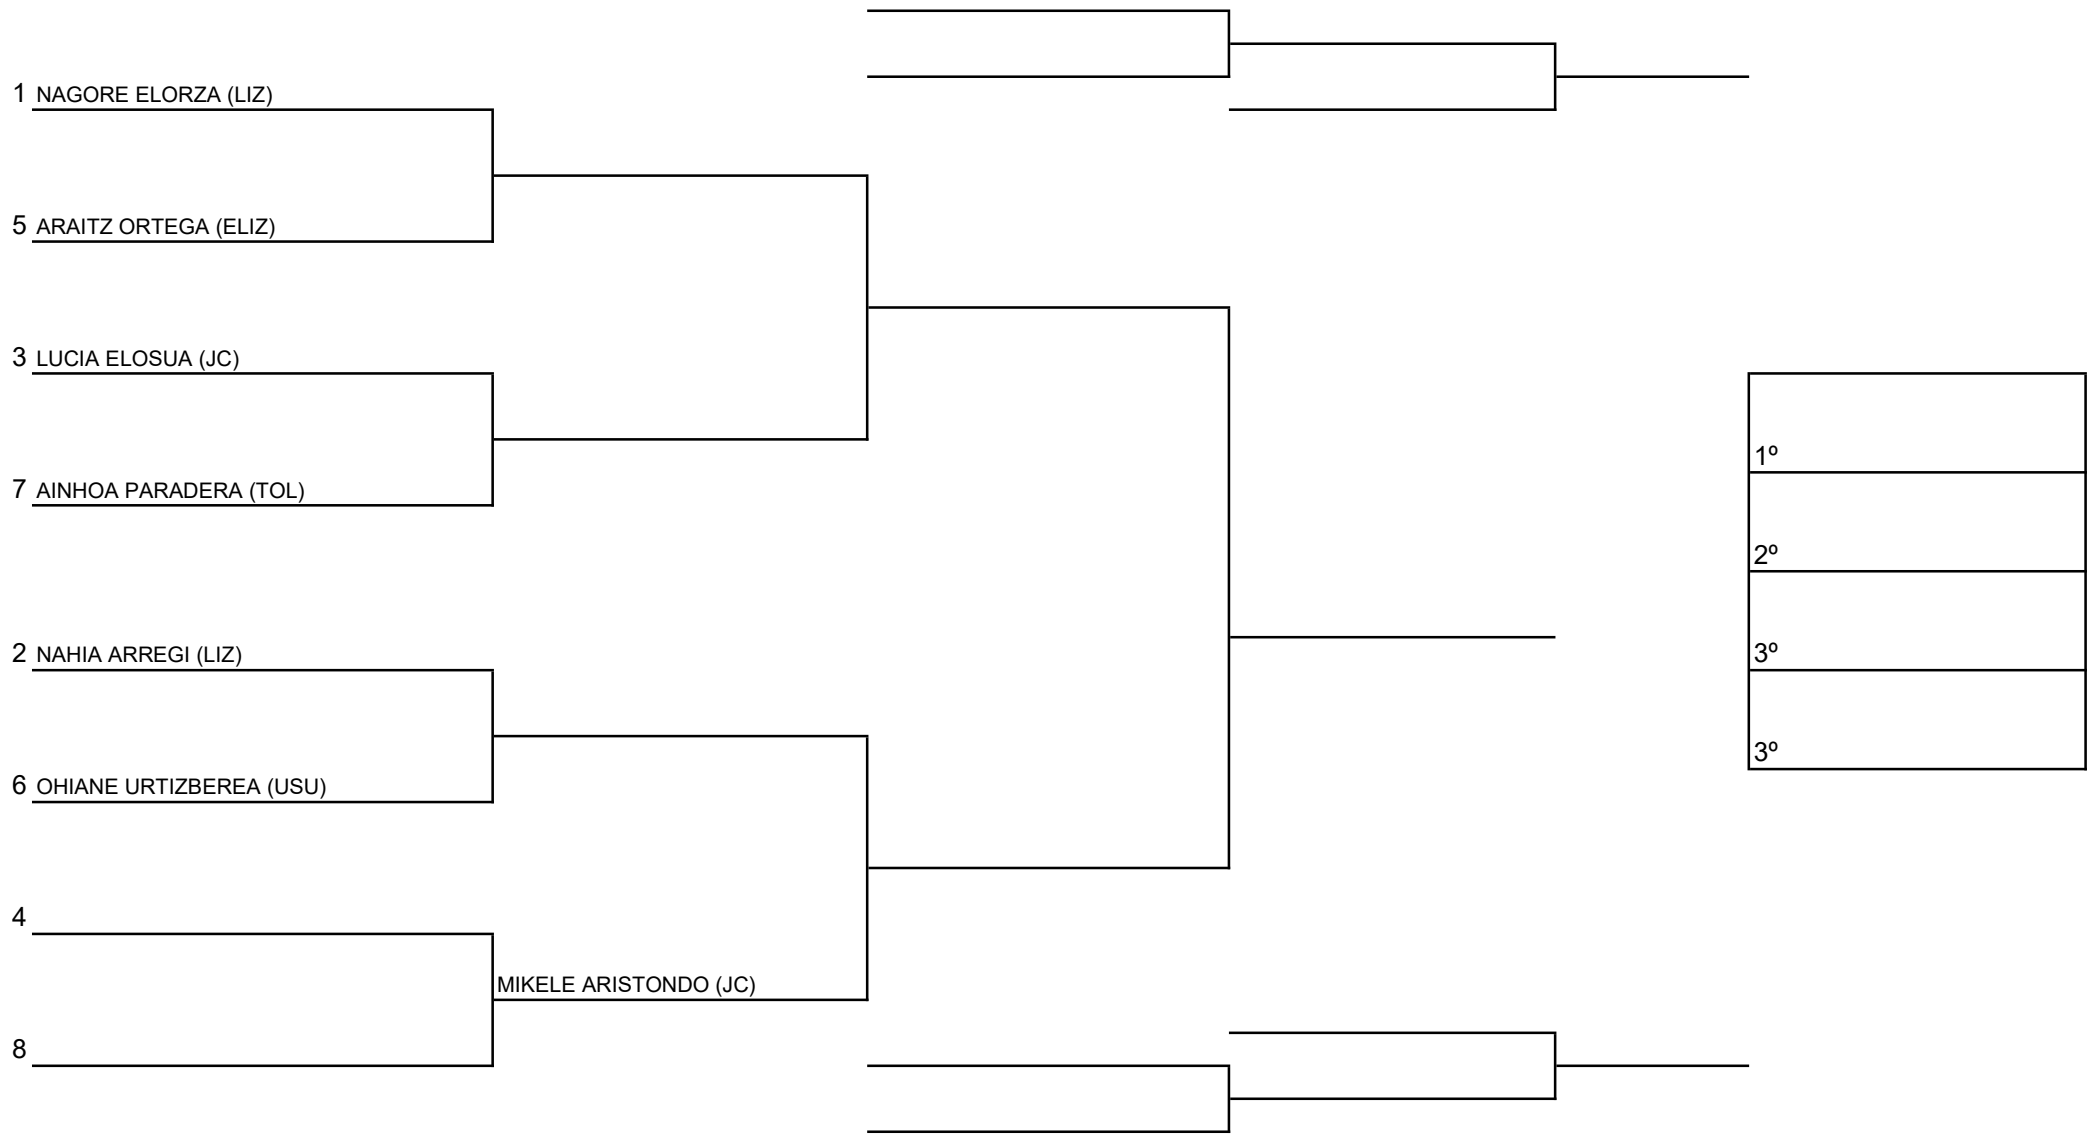 1 NAGORE ELORZA (LIZ)
5 ARAITZ ORTEGA (ELIZ)
3 LUCIA ELOSUA (JC)
7 AINHOA PARADERA (TOL)
1º
2º
2 NAHIA ARREGI (LIZ)
3º
3º
6 OHIANE URTIZBEREA (USU)
4
MIKELE ARISTONDO (JC)
8